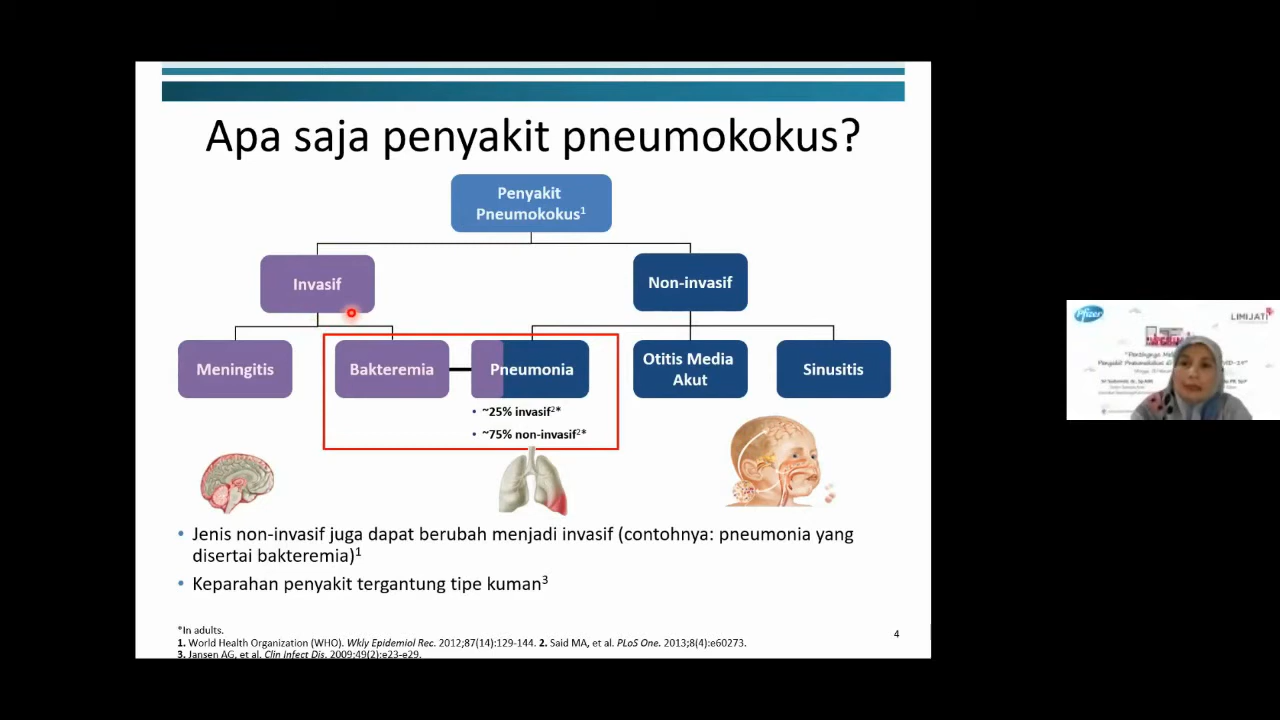 Apa saja penyakit pneumokokus?
Penyakit
Pneumokokus1
Invasif
Non-invasif
Meningitis
Bakteremia
Pneumonia
Otitis Media
Akut
Sinusitis
• ~25% invasif2*
• ~75% non-invasif2*
• Jenis non-invasif juga dapat berubah menjadi invasif (contohnya: pneumonia yang
disertai bakteremia)1
• Keparahan penyakit tergantung tipe kuman3
*In adults.
1. World Health Organization (WHO). Wkly Epidemiol Rec. 2012;87(14):129-144. 2. Said MA, et al. PLoS One. 2013;8(4):e60273.
3. Jansen AG, et al. Clin Infect Dis. 2009;49(2):e23-e29.
4
Pfizer
LIMIJATI